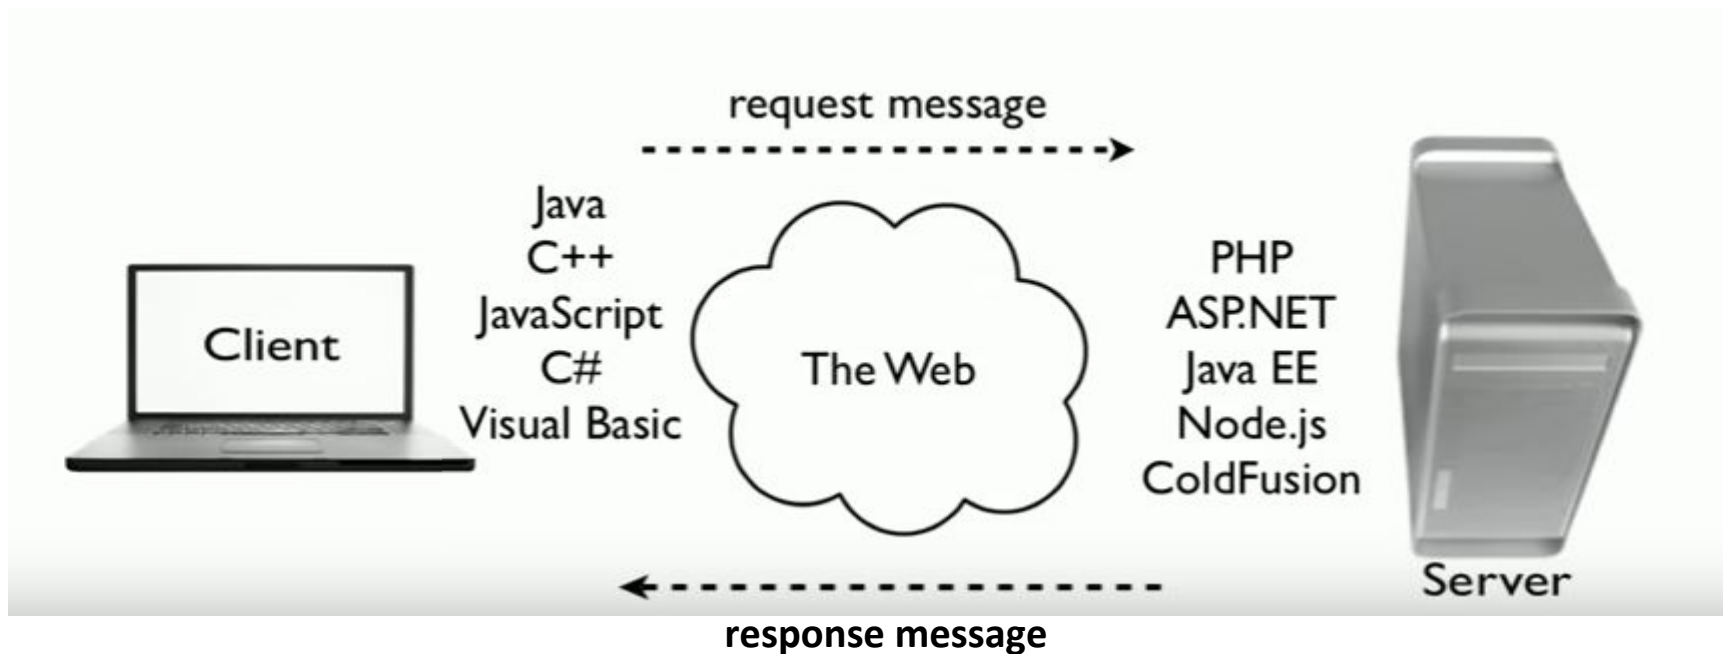 request message
Java
C++
JavaScript
C#
Visual Basic
Client
The Web
PHP
ASP.NET
Java EE
Node.js
ColdFusion
Server
response message